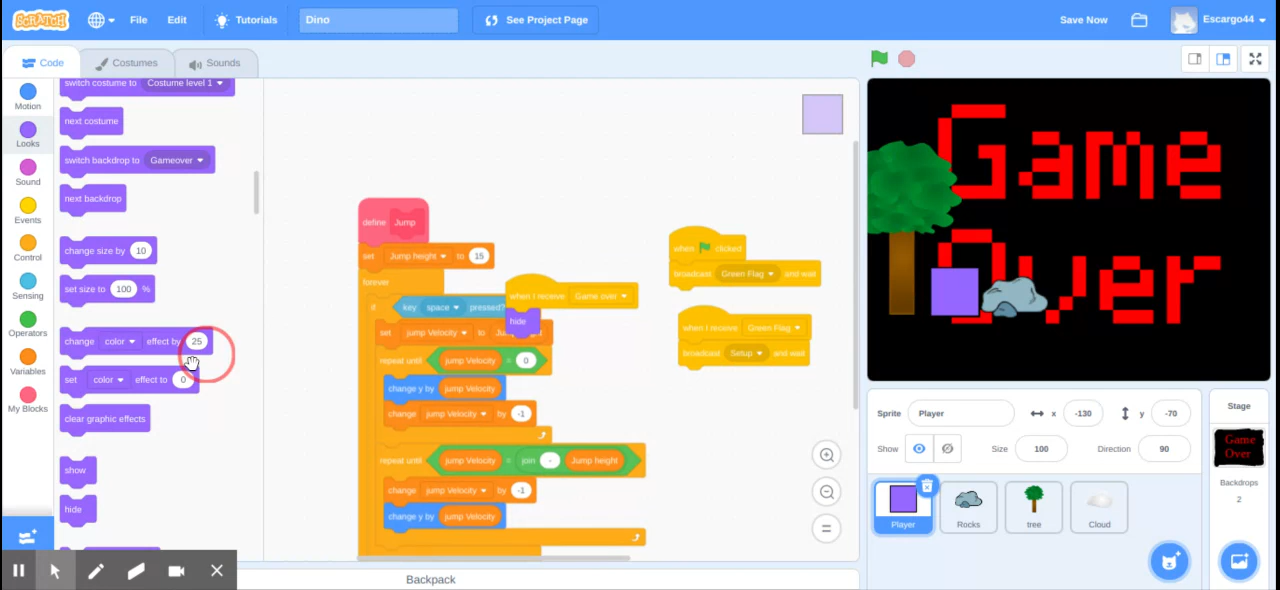 SCRATCH File Edit Tutorials Dino See Project Page Save Now Escargo44
Code Costumes Sounds
Motion
Looks
Sound
Events
Control
Sensing
Operators
Variables
My Blocks
switch costume to Costume level 1
next costume
switch backdrop to Gameover
next backdrop
change size by 10
set size to 100 %
change color effect by 25
set color effect to 0
clear graphic effects
show
hide
define Jump
set Jump height to 15
forever
if key space pressed?
set jump Velocity to
repeat until jump Velocity = 0
change y by jump Velocity
change jump Velocity by -1
repeat until jump Velocity = join - Jump height
change jump Velocity by -1
change y by jump Velocity
when I receive Game over
hide
when clicked
broadcast Green Flag and wait
when I receive Green Flag
broadcast Setup and wait
Backpack
Game
Over
Sprite Player x -130 y -70
Show Size 100 Direction 90
Player Rocks tree Cloud
Stage
Game
Over
Backdrops
2